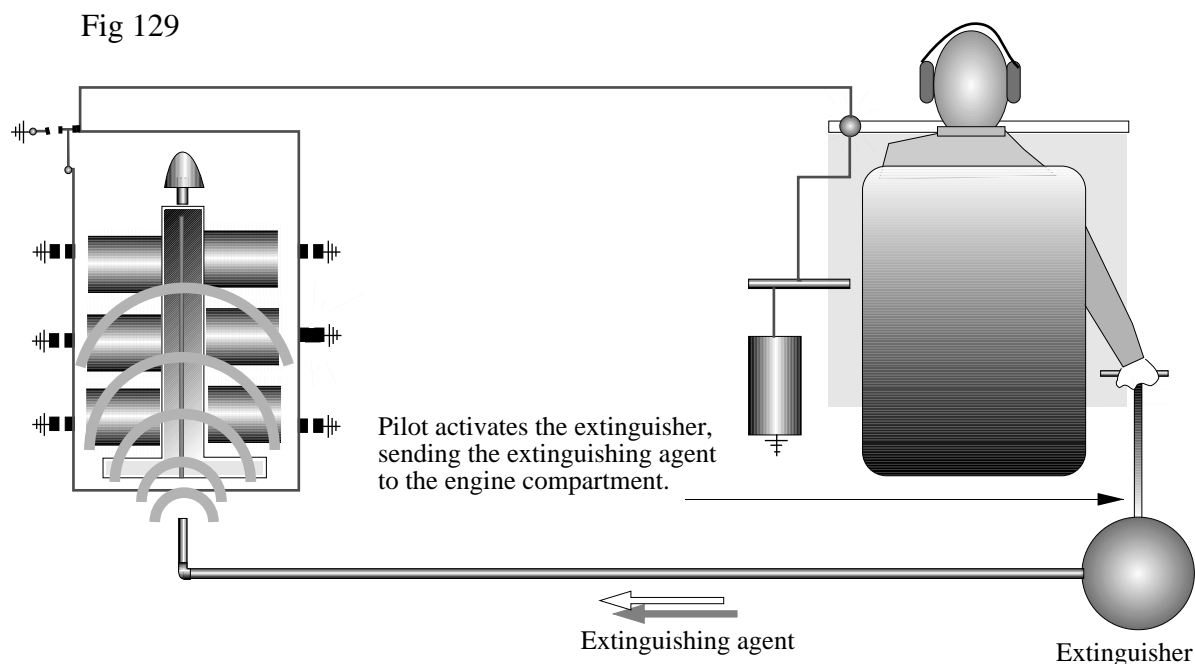 Fig 129
Pilot activates the extinguisher,
sending the extinguishing agent
to the engine compartment.
Extinguishing agent
Extinguisher